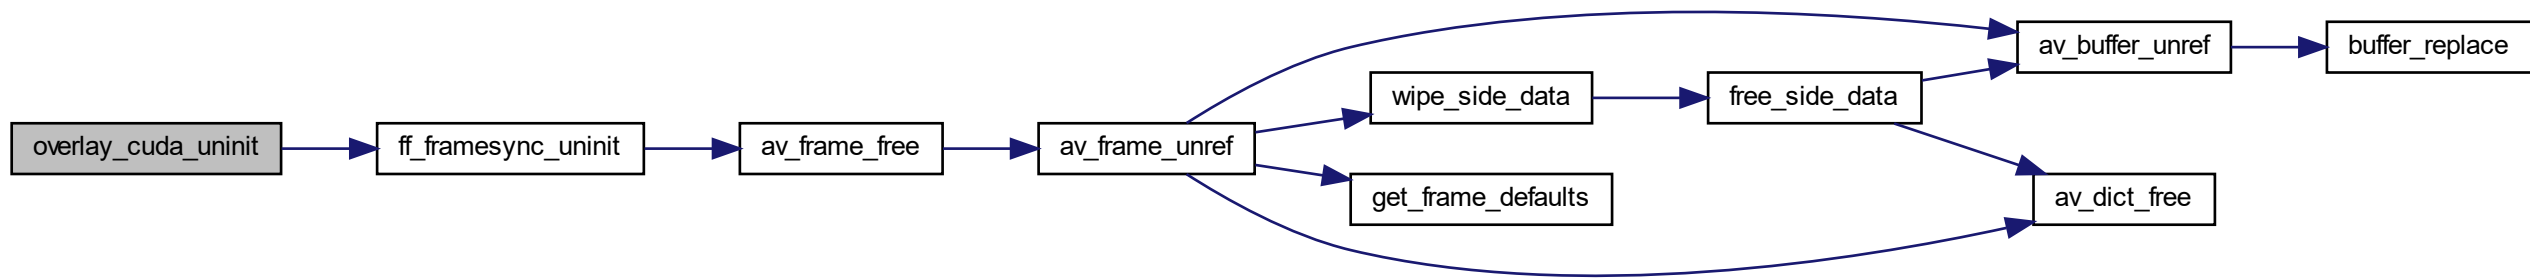 overlay_cuda_uninit
ff_framesync_uninit
av_frame_free
av_frame_unref
wipe_side_data
get_frame_defaults
free_side_data
av_buffer_unref
av_dict_free
buffer_replace